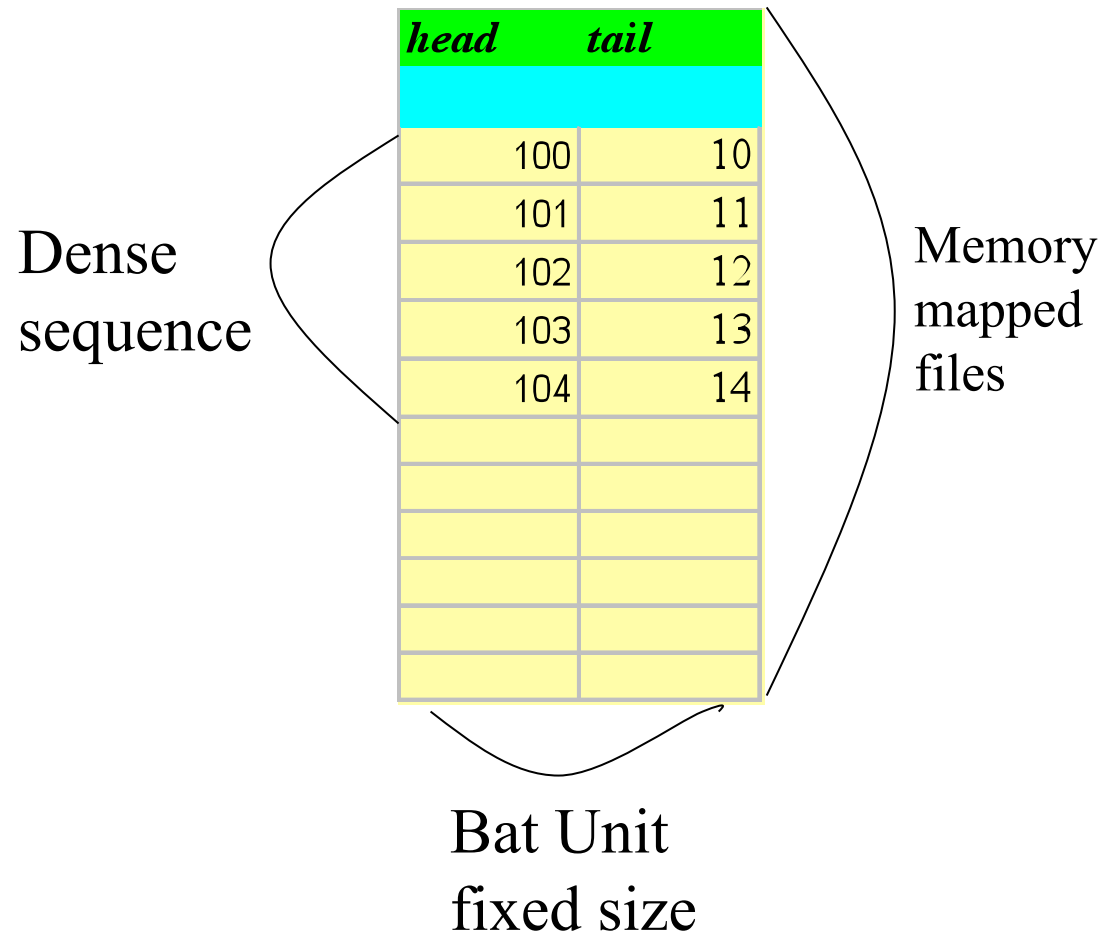 head tail
100 10
101 11
102 12
103 13
104 14
Dense
sequence
Memory
mapped
files
Bat Unit
fixed size